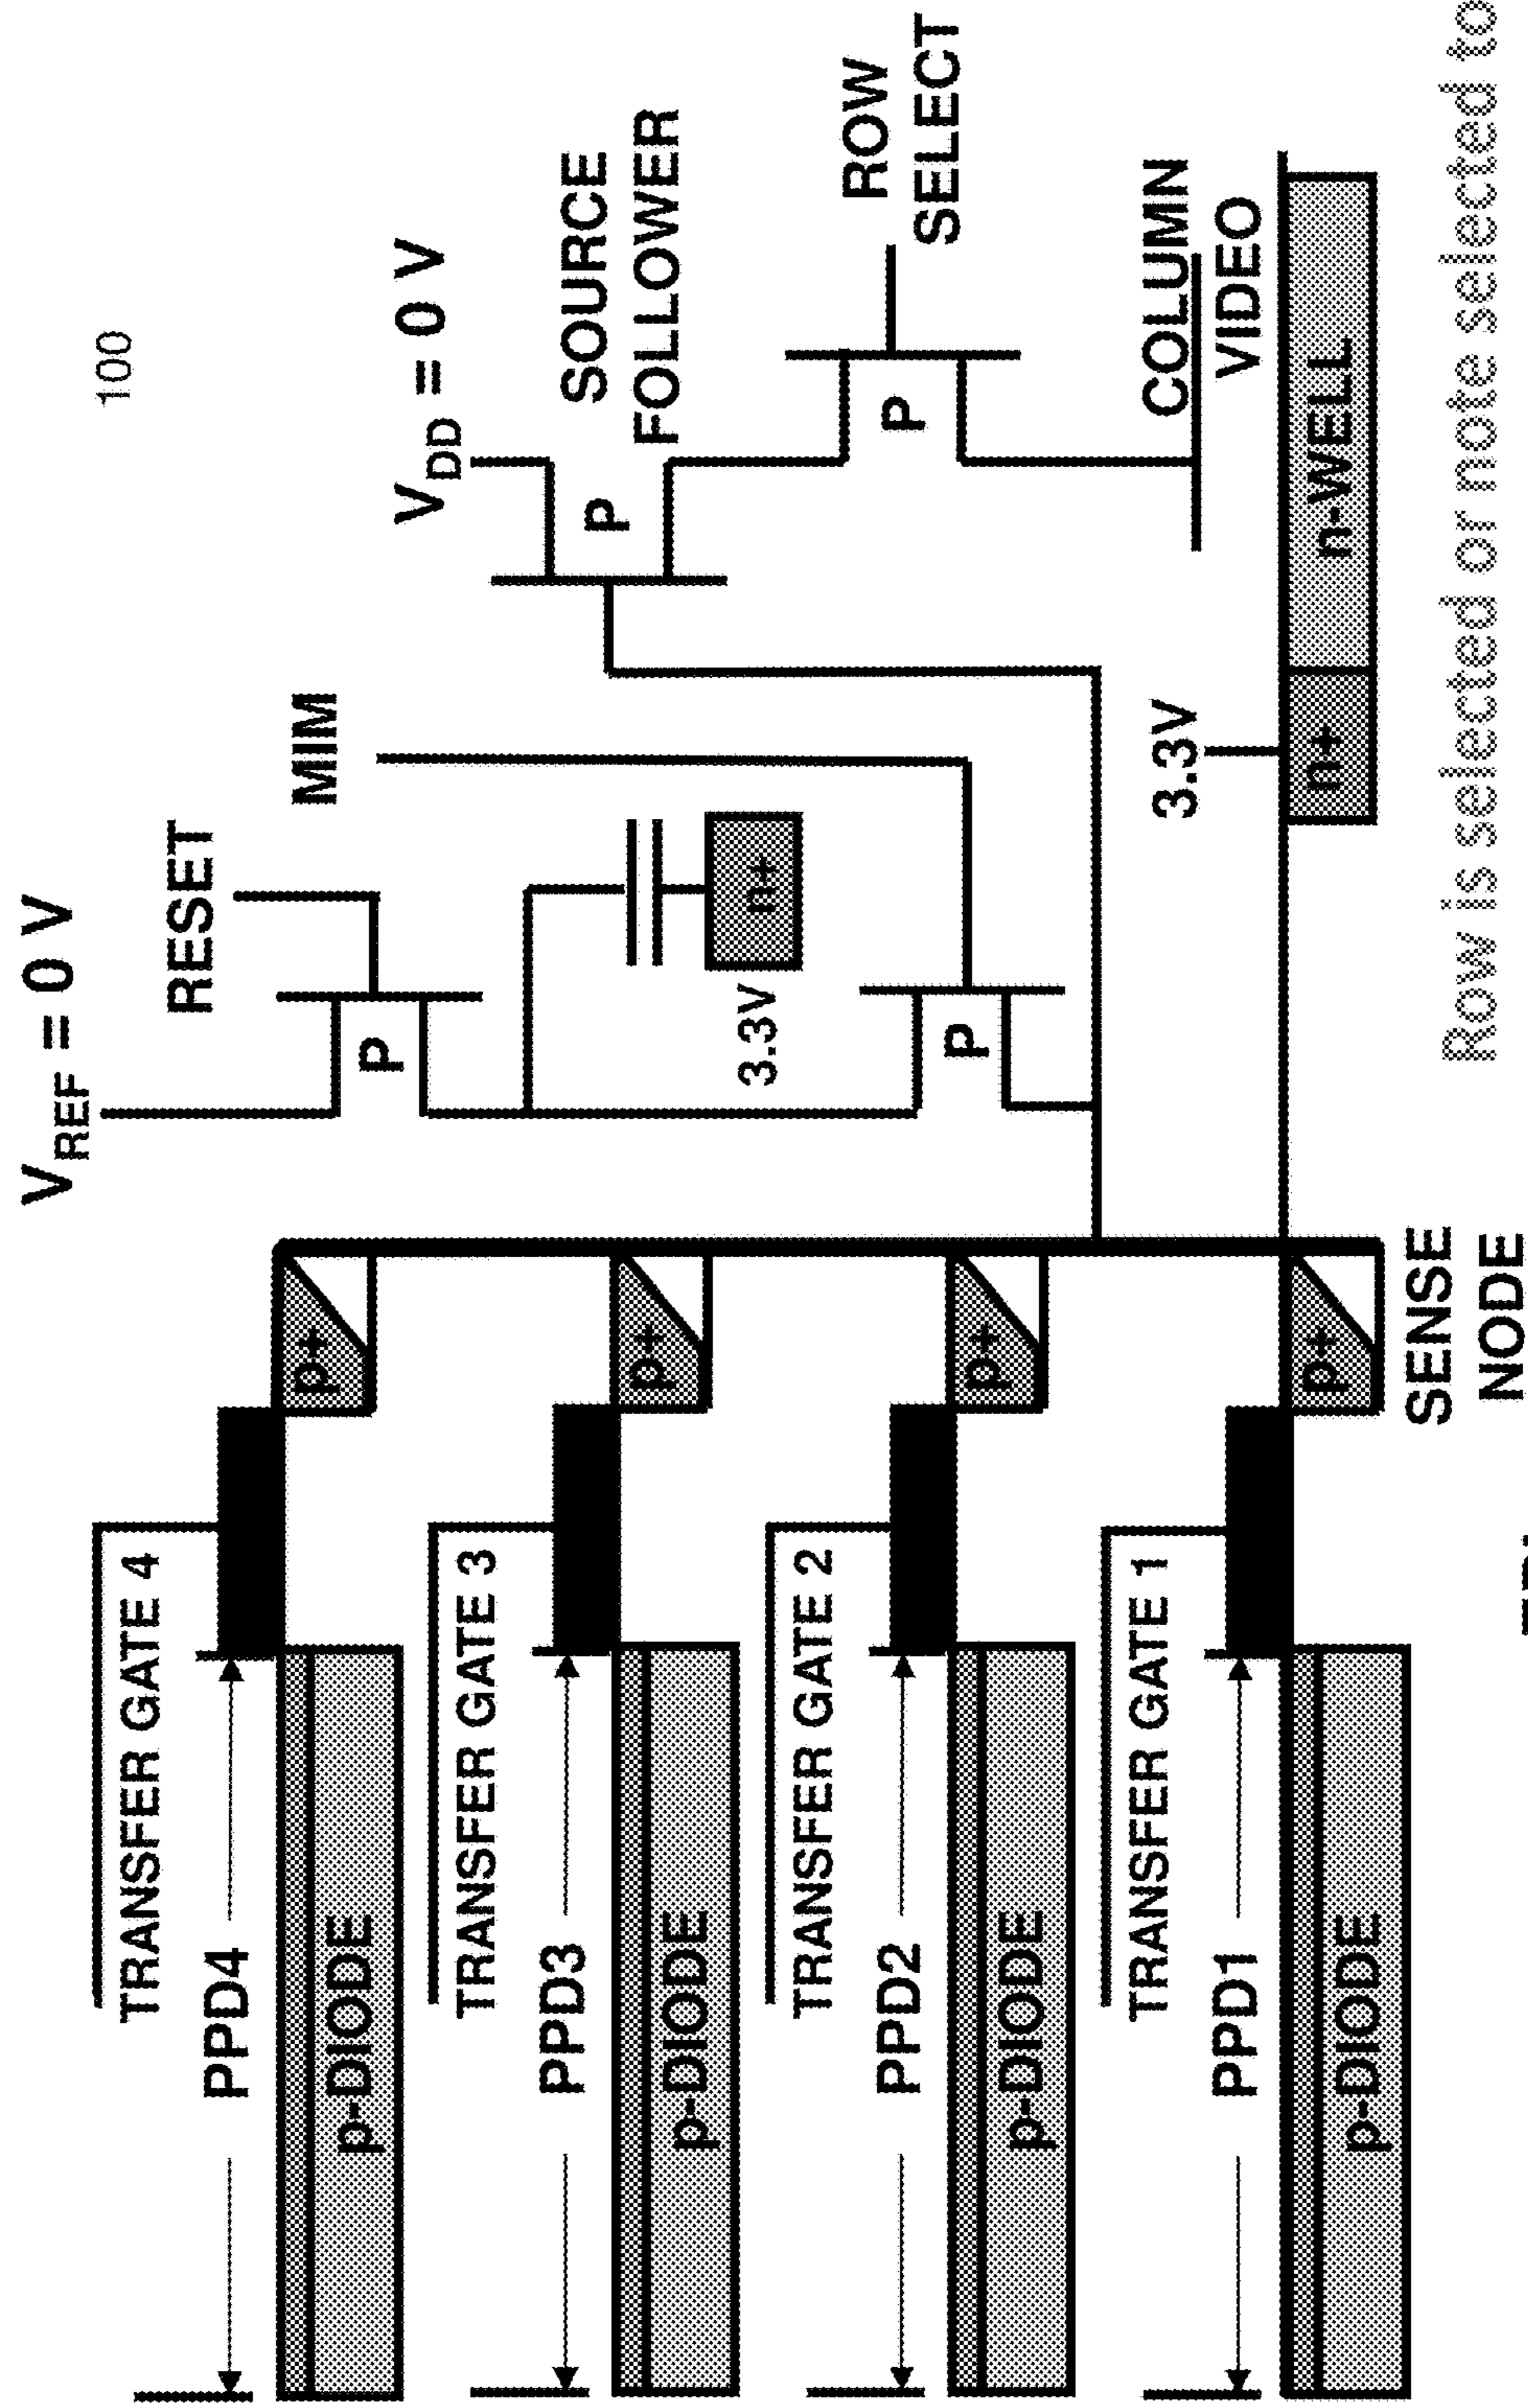 100
V_REF = 0 V
RESET
MIM
V_DD = 0 V
P
P
SOURCE
FOLLOWER
ROW
SELECT
P
n+
3.3V
P
COLUMN
VIDEO
3.3V
n+
n-WELL
TRANSFER GATE 4
PPD4
p-DIODE
p+
TRANSFER GATE 3
PPD3
p-DIODE
p+
TRANSFER GATE 2
PPD2
p-DIODE
p+
TRANSFER GATE 1
PPD1
p-DIODE
p+
SENSE
NODE
Row is selected or note selected to